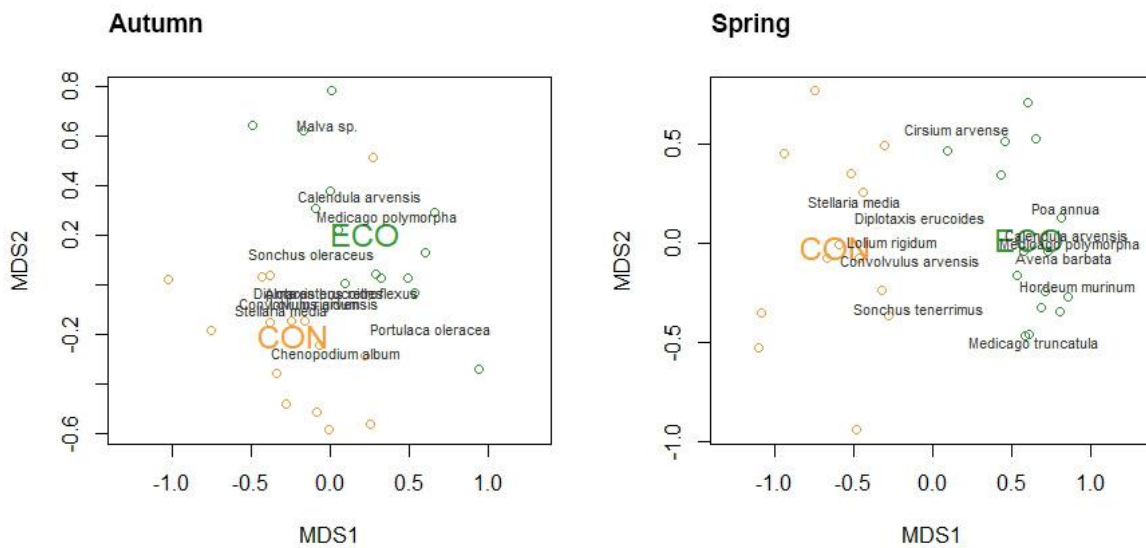 Autumn
0.8
0.6
0.4
0.2
-0.2
-0.6
MDS2
Malva sp.
Calendula arvensis
Medicago polymorpha
ECO
Sonchus oleraceus
Stellaria media
Portulaca oleracea
CON
Chenopodium album
-1.0 -0.5 0.0 0.5 1.0
MDS1
Spring
0.5
0.0
-0.5
-1.0
MDS2
Cirsium arvense
Stellaria media
Poa annua
Diplotaxis erucoides
ECO
Calendula arvensis
CON
Lolium rigidum
Medicago polymorpha
Convolvulus arvensis
Avena barbata
Hordeum murinum
Sonchus tenerrimus
Medicago truncatula
-1.0 -0.5 0.0 0.5 1.0
MDS1